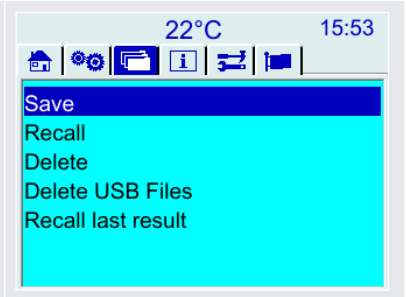 22°C 15:53
i
Save
Recall
Delete
Delete USB Files
Recall last result